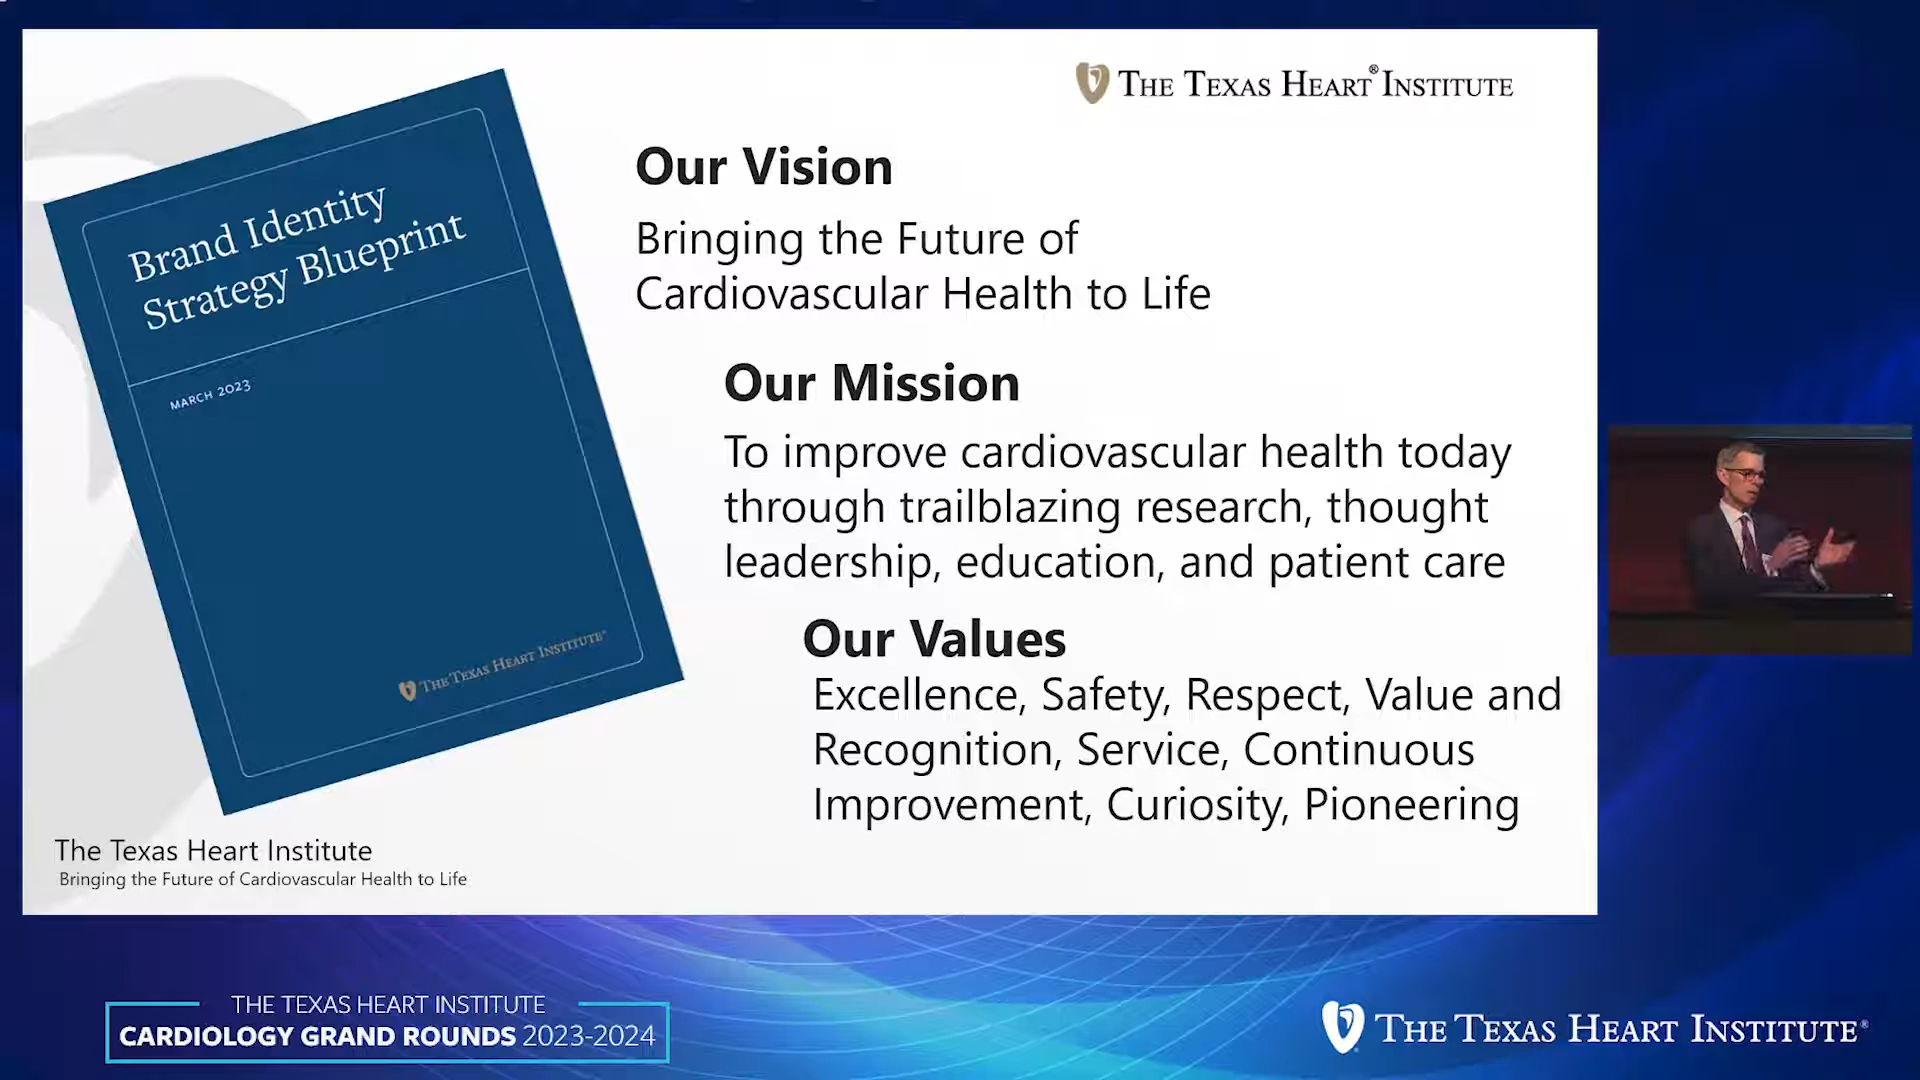 THE TEXAS HEART® INSTITUTE
Brand Identity
Strategy Blueprint
MARCH 2023
THE TEXAS HEART INSTITUTE®
Our Vision
Bringing the Future of
Cardiovascular Health to Life
Our Mission
To improve cardiovascular health today
through trailblazing research, thought
leadership, education, and patient care
Our Values
Excellence, Safety, Respect, Value and
Recognition, Service, Continuous
Improvement, Curiosity, Pioneering
The Texas Heart Institute
Bringing the Future of Cardiovascular Health to Life
THE TEXAS HEART INSTITUTE
CARDIOLOGY GRAND ROUNDS 2023-2024
THE TEXAS HEART INSTITUTE®